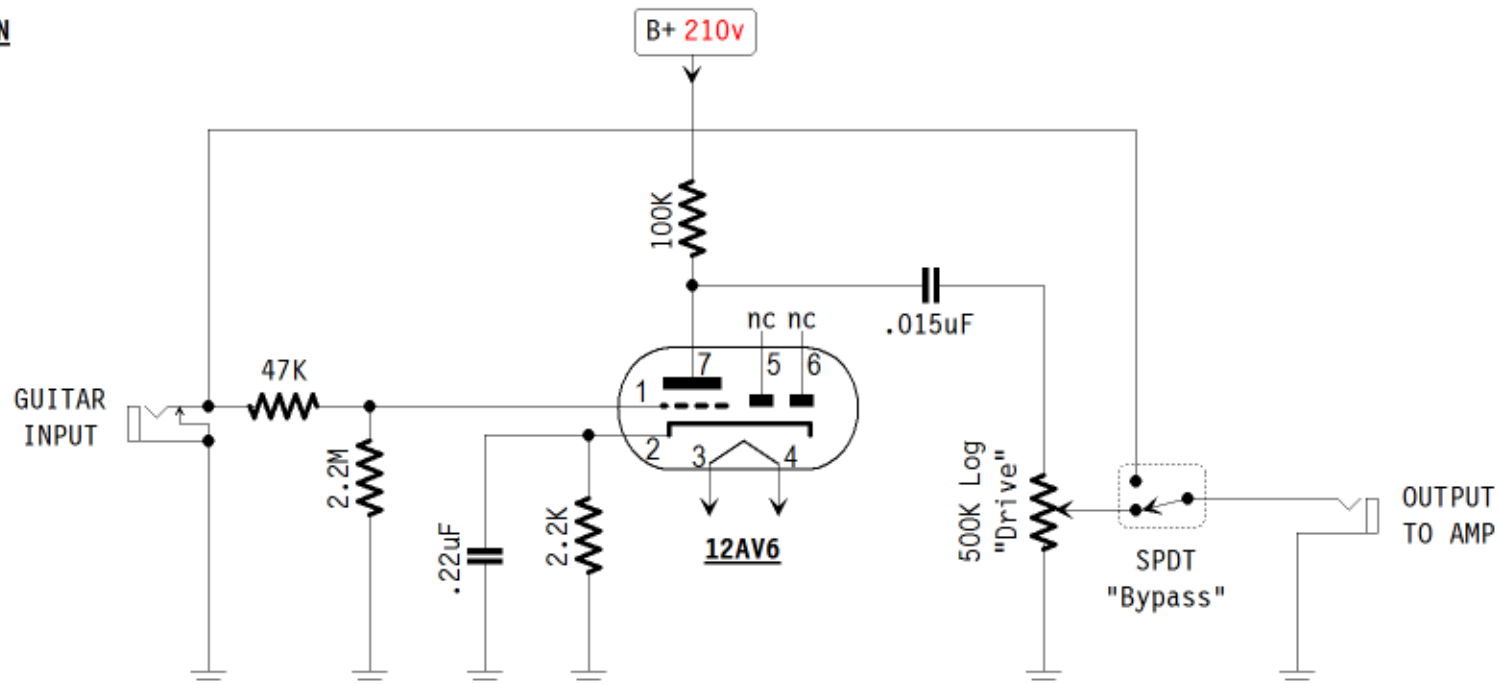 N
B+ 210v
100K
nc nc
.015uF
7
5
6
1
47K
GUITAR
INPUT
2
3
4
2.2M
.22uF
2.2K
12AV6
500K Log
"Drive"
SPDT
"Bypass"
OUTPUT
TO AMP